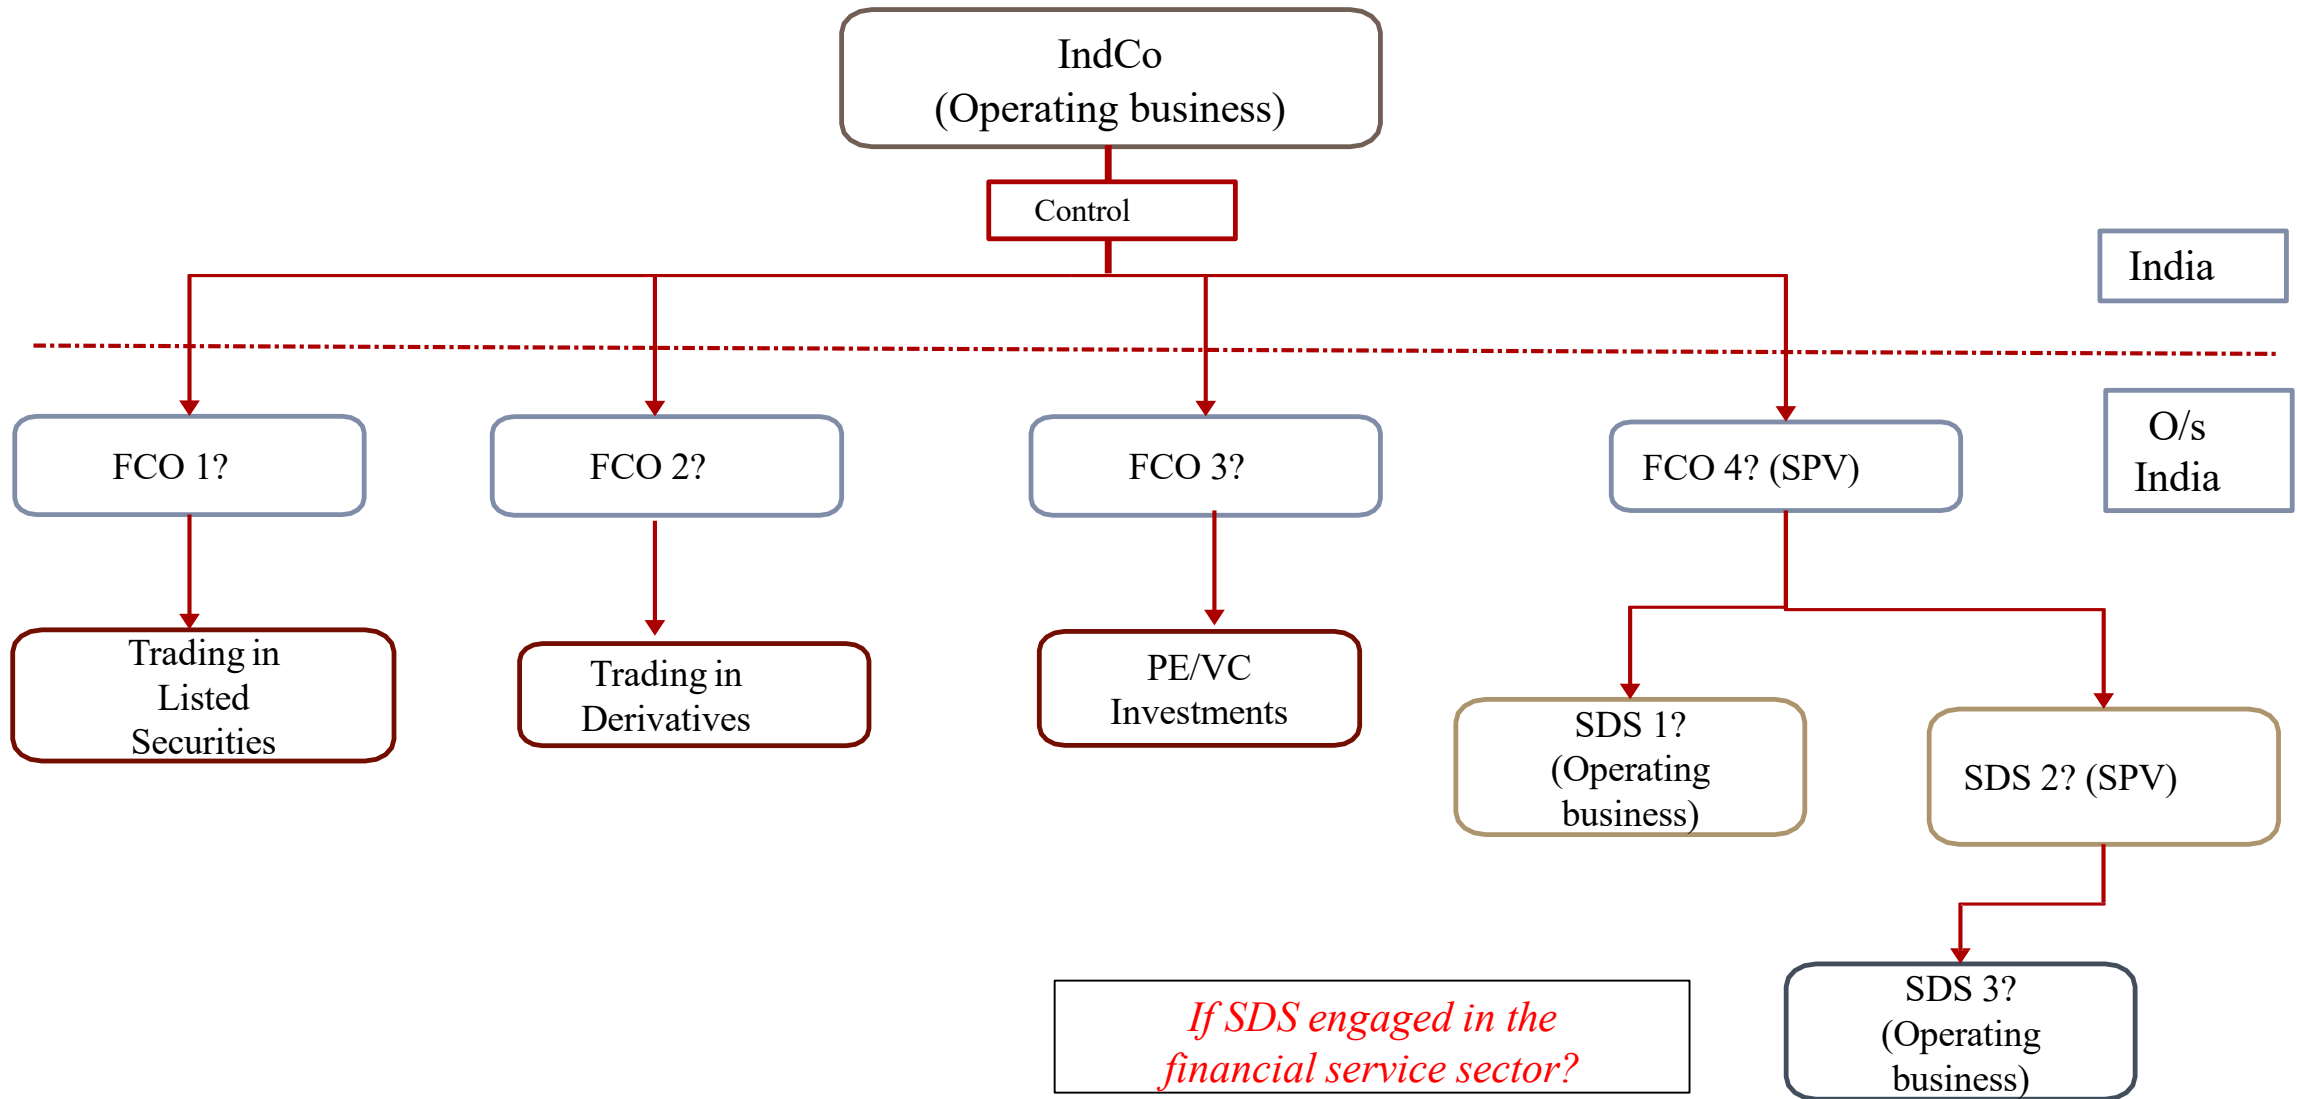 IndCo
(Operating business)
Control
India
O/s
India
FCO 1?
FCO 2?
FCO 3?
FCO 4? (SPV)
Trading in
Listed
Securities
Trading in
Derivatives
PE/VC
Investments
SDS 1?
(Operating
business)
SDS 2? (SPV)
SDS 3?
(Operating
business)
If SDS engaged in the
financial service sector?